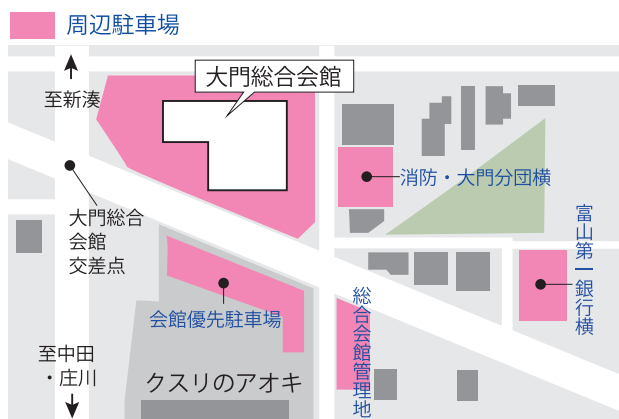 周辺駐車場
大門総合会館
至新湊
消防・大門分団横
大門総合
会館
交差点
富山第一銀行横
会館優先駐車場
総合会館管理地
至中田
・庄川
クスリのアオキ